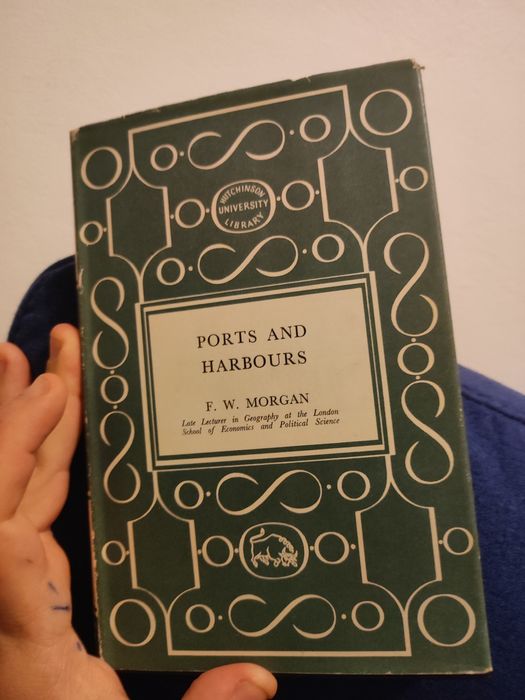 HUTCHINSON
UNIVERSITY
LIBRARY
PORTS AND
HARBOURS
F. W. MORGAN
Late Lecturer in Geography at the London
School of Economics and Political Science